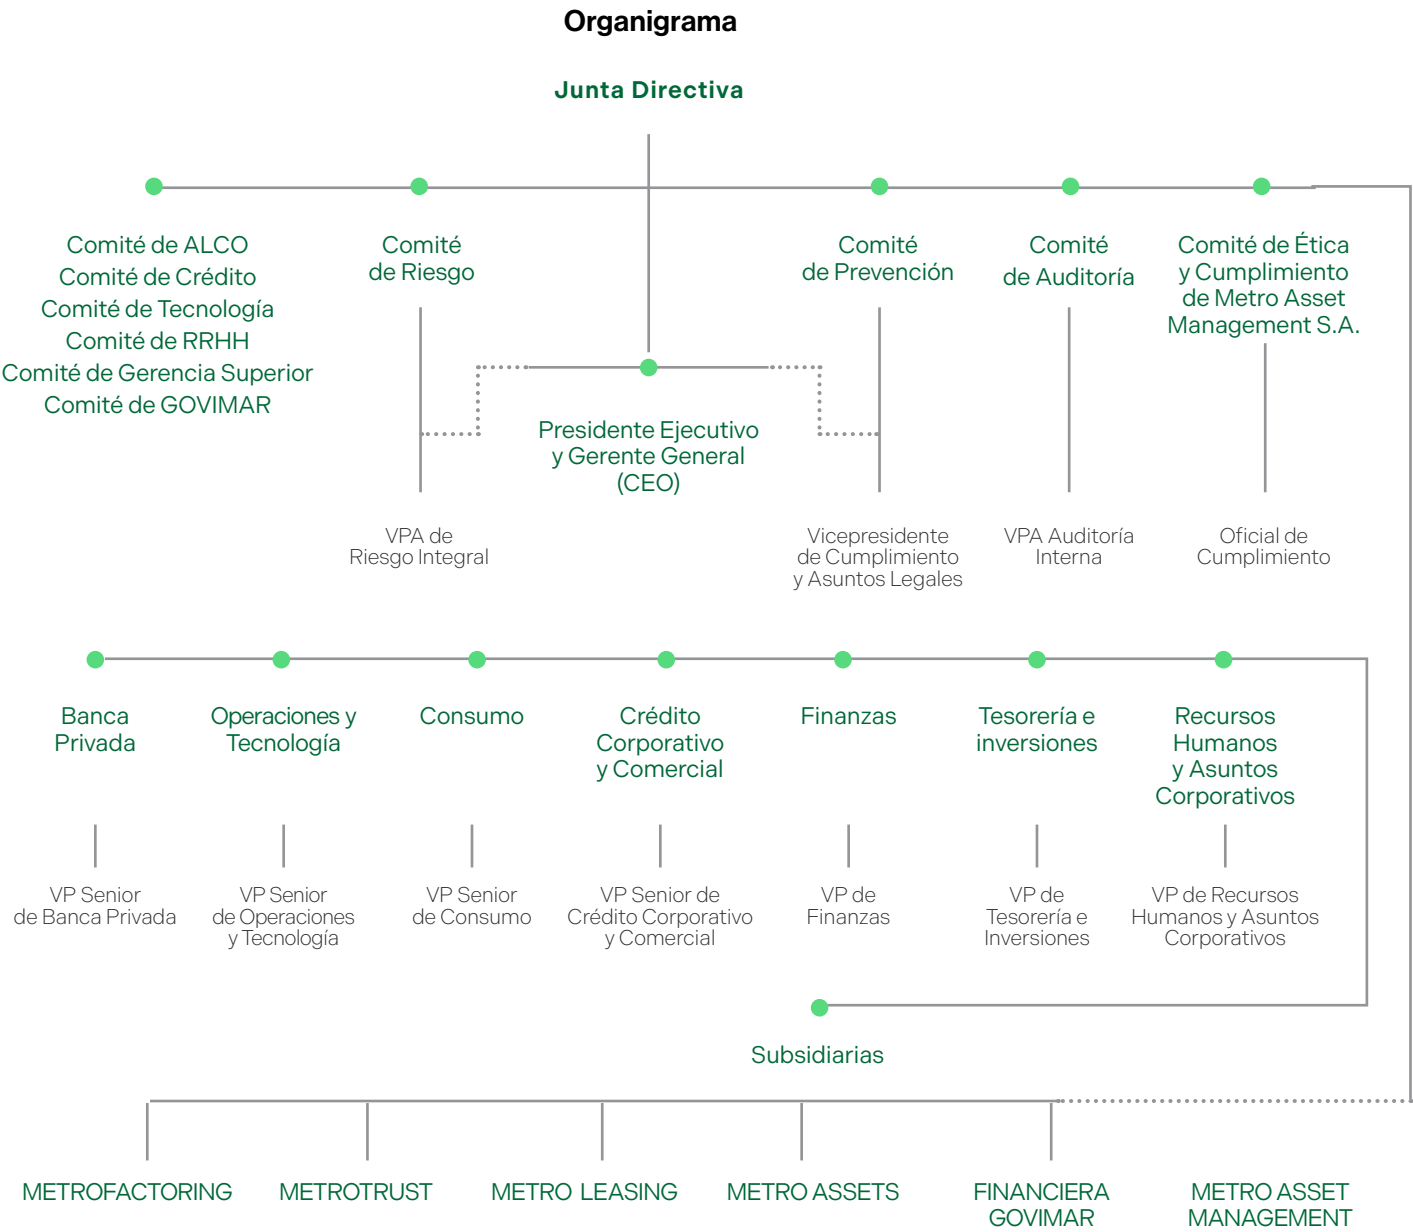 Organigrama
Junta Directiva
Comité de ALCO
Comité de Crédito
Comité de Tecnología
Comité de RRHH
Comité de Gerencia Superior
Comité de GOVIMAR
Comité
de Riesgo
Comité
de Prevención
Comité
de Auditoría
Comité de Ética
y Cumplimiento
de Metro Asset
Management S.A.
Presidente Ejecutivo
y Gerente General
(CEO)
VPA de
Riesgo Integral
Vicepresidente
de Cumplimiento
y Asuntos Legales
VPA Auditoría
Interna
Oficial de
Cumplimiento
Banca
Privada
Operaciones y
Tecnología
Consumo
Crédito
Corporativo
y Comercial
Finanzas
Tesorería e
inversiones
Recursos
Humanos
y Asuntos
Corporativos
VP Senior
de Banca Privada
VP Senior
de Operaciones
y Tecnología
VP Senior
de Consumo
VP Senior de
Crédito Corporativo
y Comercial
VP de
Finanzas
VP de
Tesorería e
Inversiones
VP de Recursos
Humanos y Asuntos
Corporativos
Subsidiarias
METROFACTORING
METROTRUST
METRO LEASING
METRO ASSETS
FINANCIERA
GOVIMAR
METRO ASSET
MANAGEMENT